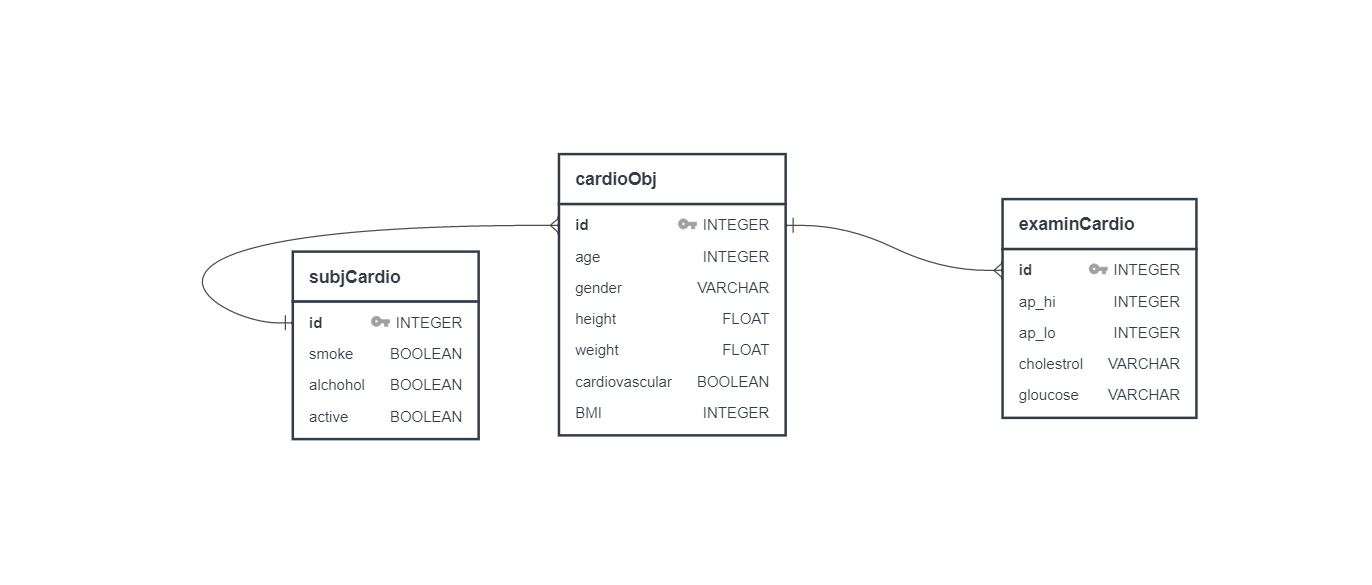 cardioObj
id INTEGER
age INTEGER
gender VARCHAR
height FLOAT
weight FLOAT
cardiovascular BOOLEAN
BMI INTEGER
subjCardio
id INTEGER
smoke BOOLEAN
alchohol BOOLEAN
active BOOLEAN
examinCardio
id INTEGER
ap_hi INTEGER
ap_lo INTEGER
cholestrol VARCHAR
gloucose VARCHAR